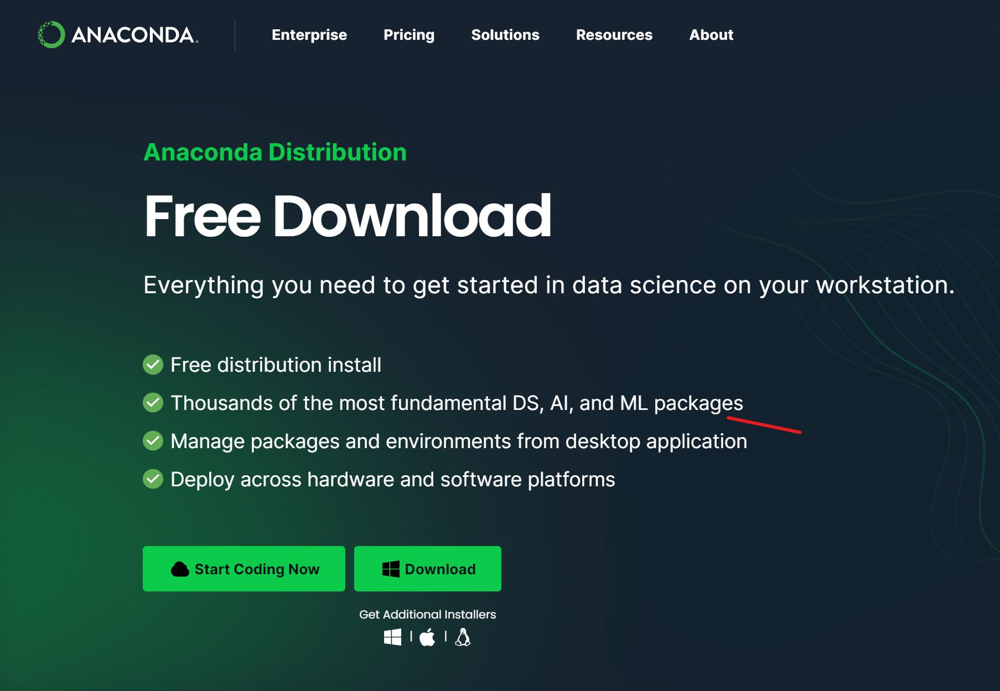 ANACONDA®
Enterprise Pricing Solutions Resources About
Anaconda Distribution
Free Download
Everything you need to get started in data science on your workstation.
Free distribution install
Thousands of the most fundamental DS, AI, and ML packages
Manage packages and environments from desktop application
Deploy across hardware and software platforms
Start Coding Now Download
Get Additional Installers